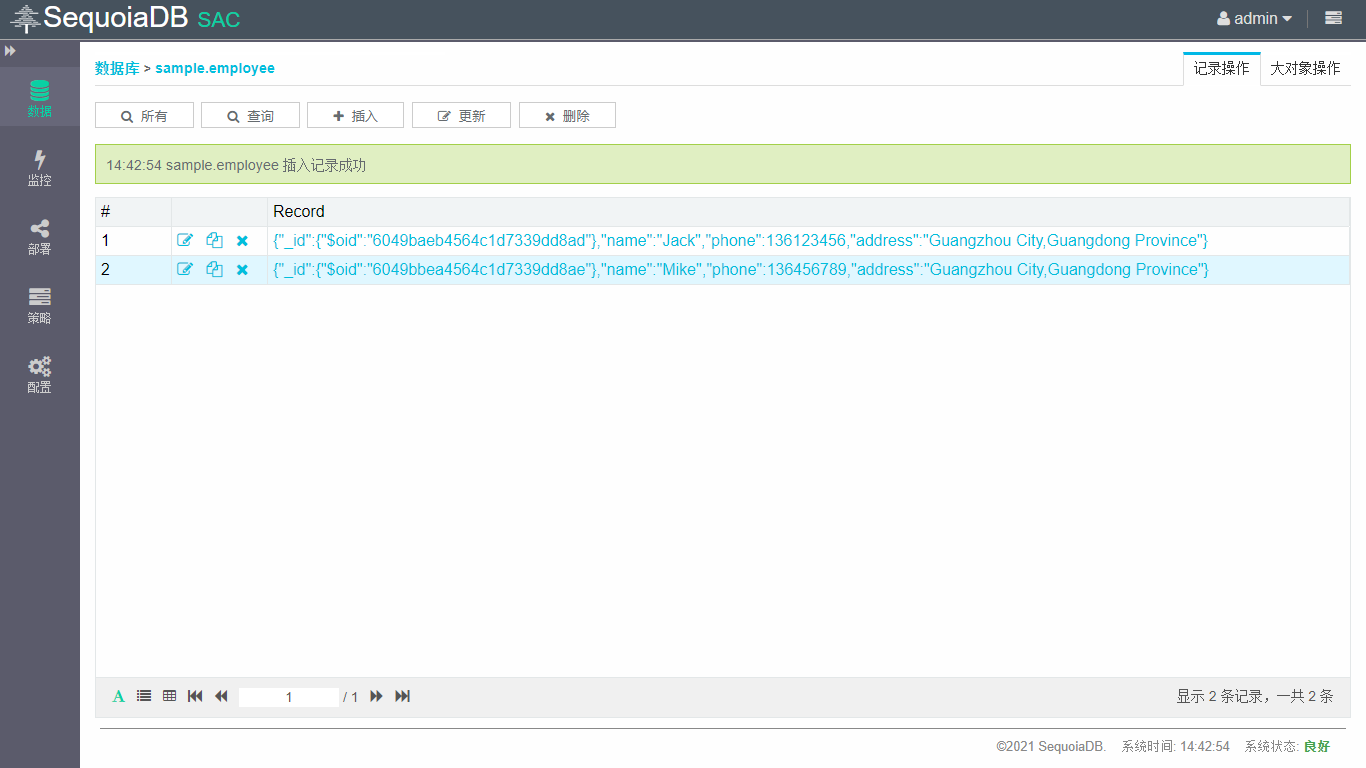 SequoiaDB SAC
admin
数据库 > sample.employee
记录操作 大对象操作
数据
监控
部署
策略
配置
所有 查询 插入 更新 删除
14:42:54 sample.employee 插入记录成功
# Record
1 {"_id":{"$oid":"6049baeb4564c1d7339dd8ad"},"name":"Jack","phone":136123456,"address":"Guangzhou City,Guangdong Province"}
2 {"_id":{"$oid":"6049bbea4564c1d7339dd8ae"},"name":"Mike","phone":136456789,"address":"Guangzhou City,Guangdong Province"}
A 1 / 1 显示 2 条记录，一共 2 条
©2021 SequoiaDB. 系统时间: 14:42:54 系统状态: 良好